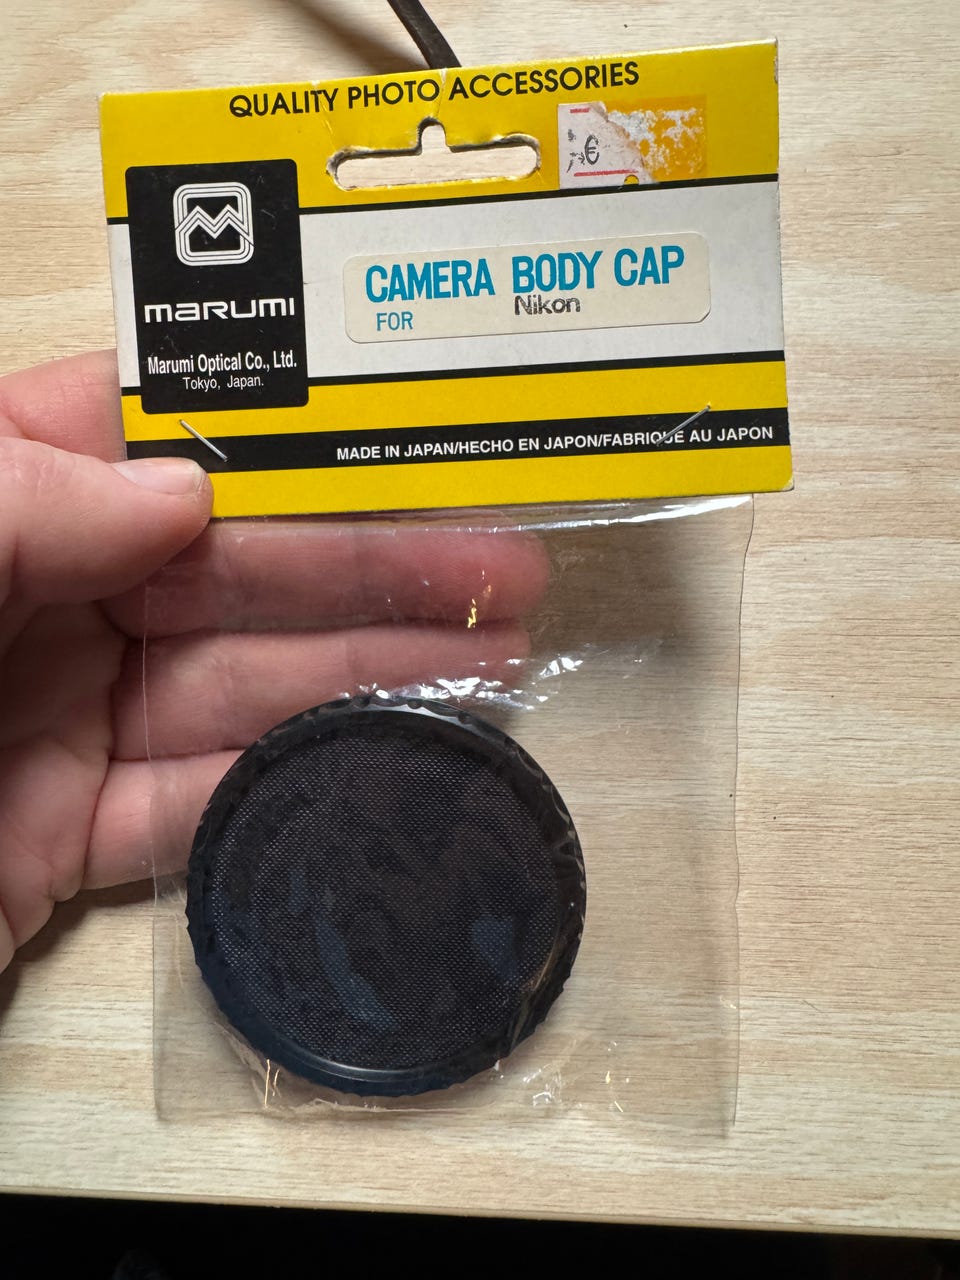 QUALITY PHOTO ACCESSORIES
€
marumi
Marumi Optical Co., Ltd.
Tokyo, Japan.
CAMERA BODY CAP
FOR Nikon
MADE IN JAPAN/HECHO EN JAPON/FABRIQUE AU JAPON